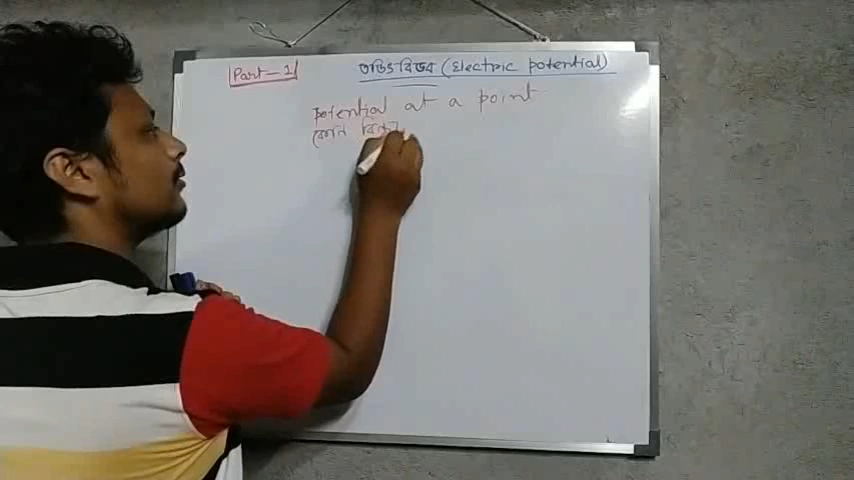 Part-1
তড়িৎ বিভব (Electric potential)
potential at a point
কোন